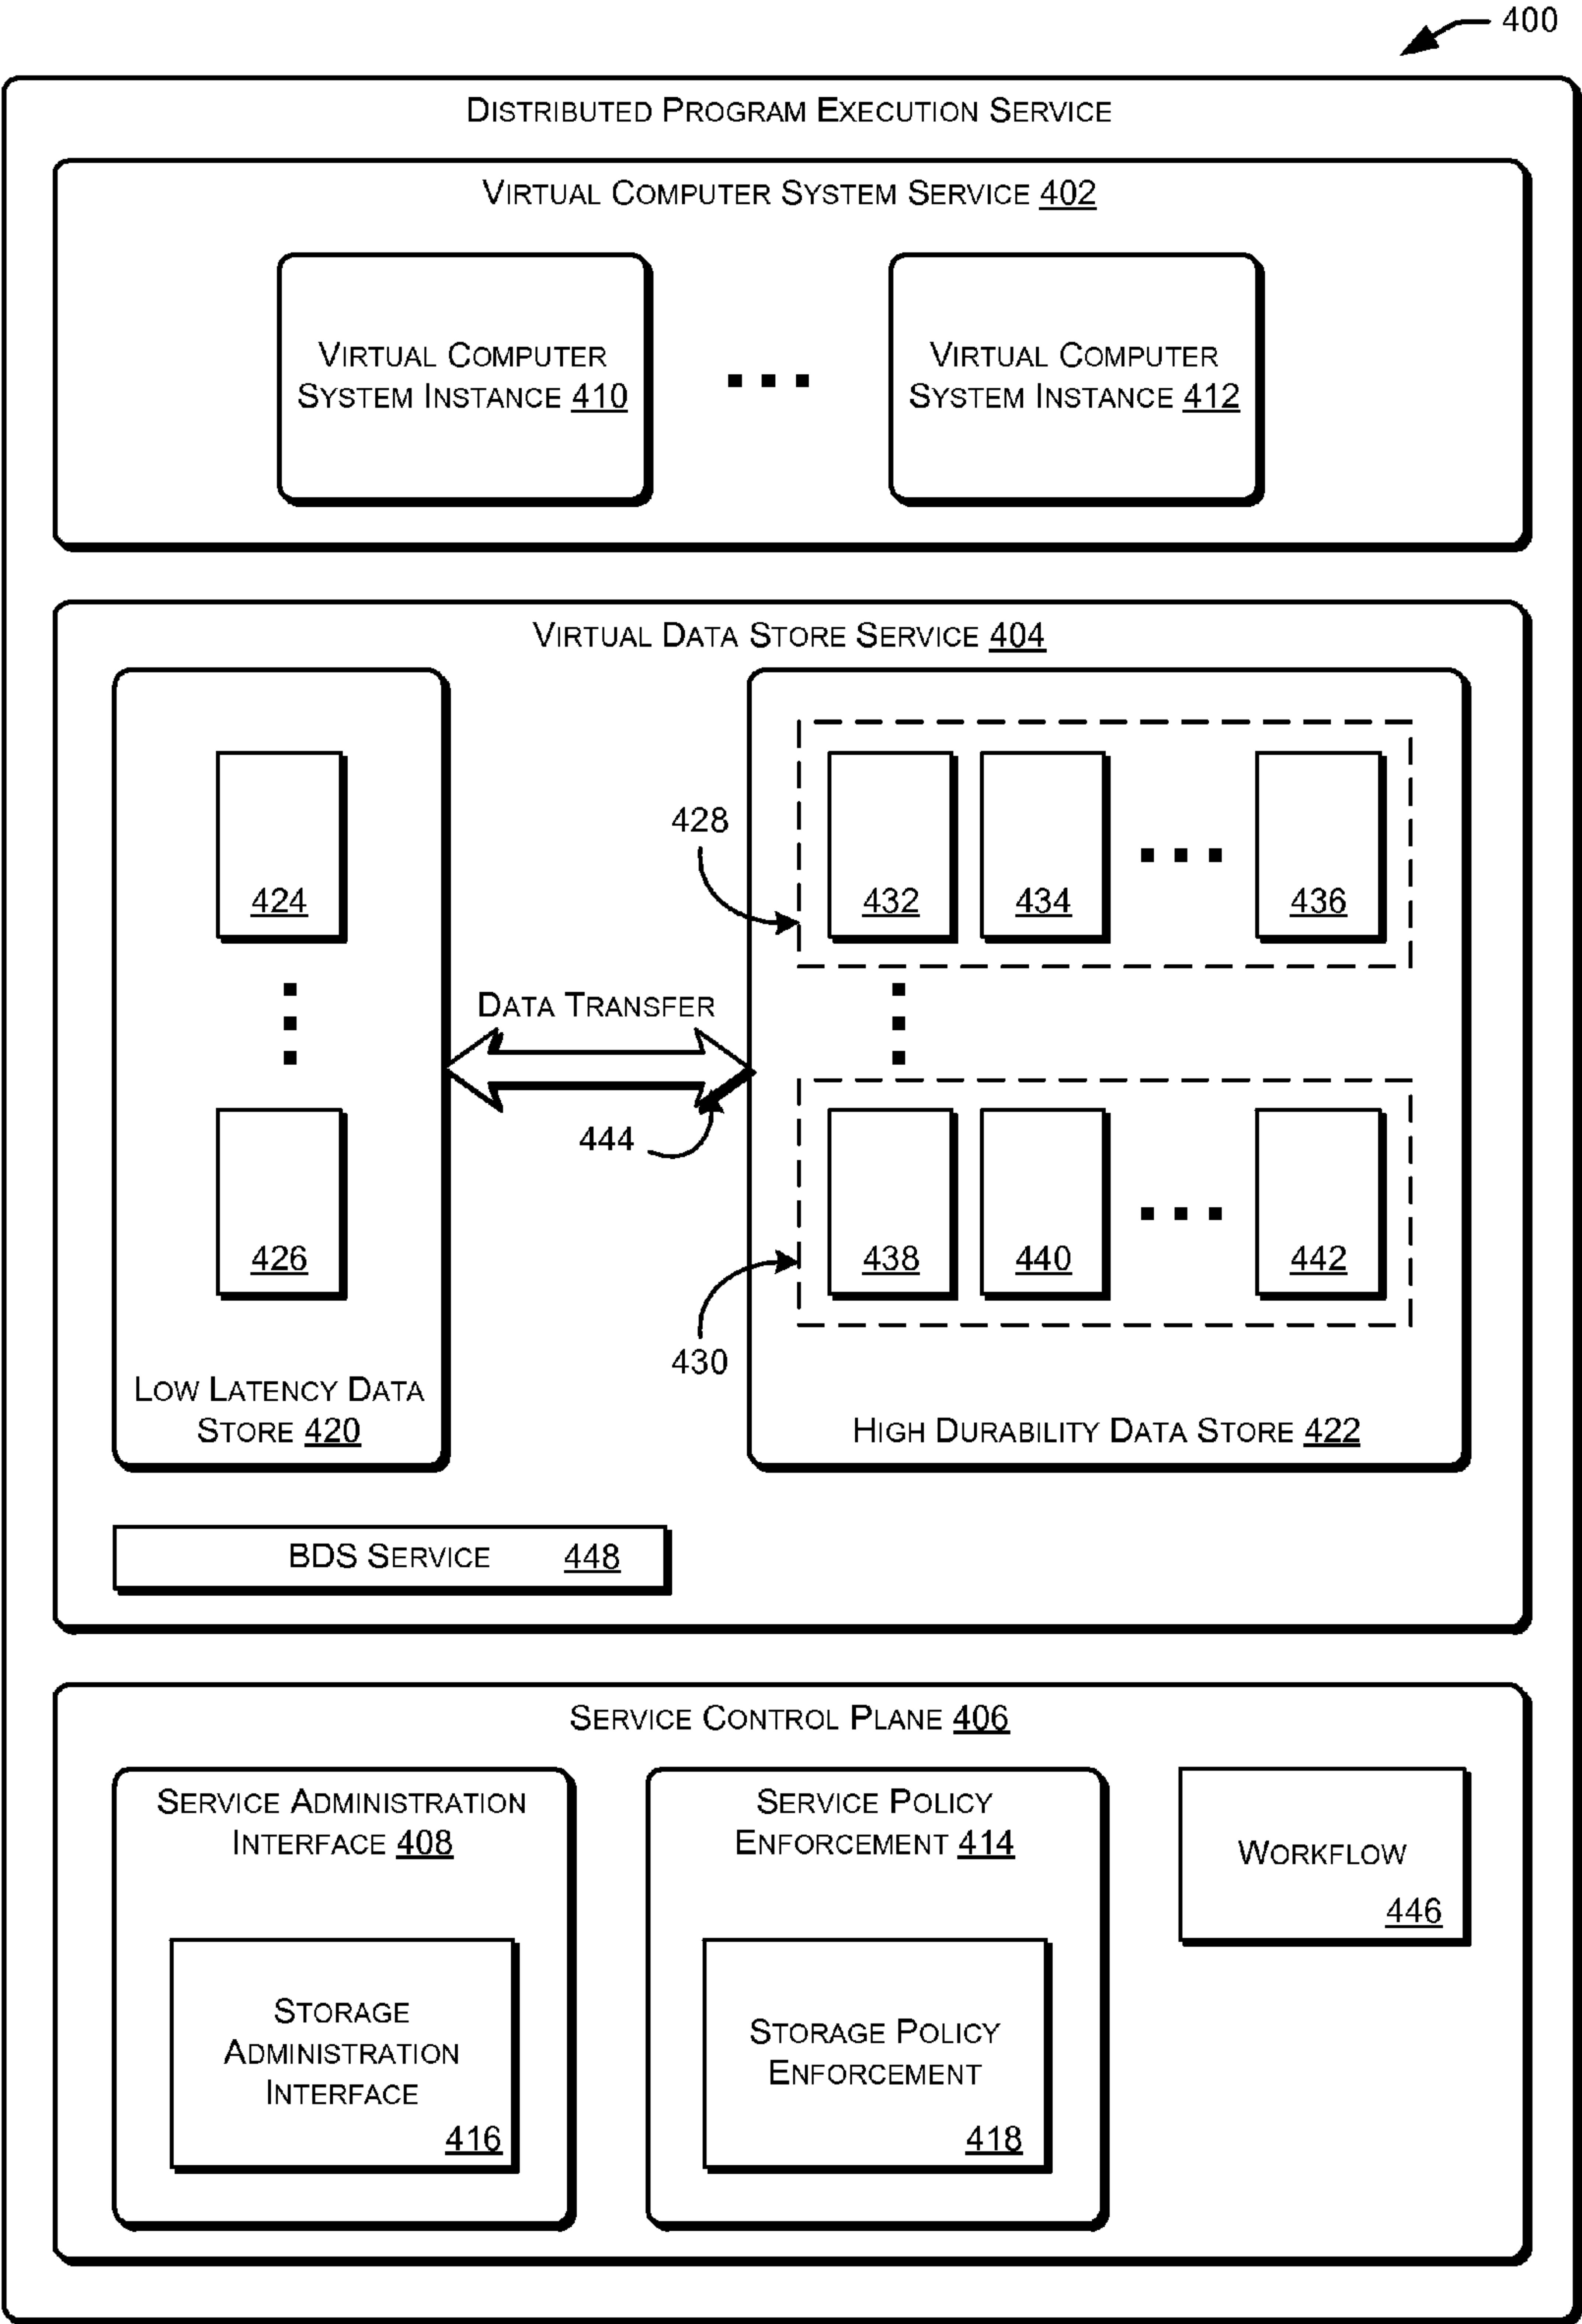 400
DISTRIBUTED PROGRAM EXECUTION SERVICE
VIRTUAL COMPUTER SYSTEM SERVICE 402
VIRTUAL COMPUTER
SYSTEM INSTANCE 410
VIRTUAL COMPUTER
SYSTEM INSTANCE 412
VIRTUAL DATA STORE SERVICE 404
424
426
LOW LATENCY DATA
STORE 420
DATA TRANSFER
444
428
432 434 436
430
438 440 442
HIGH DURABILITY DATA STORE 422
BDS SERVICE 448
SERVICE CONTROL PLANE 406
SERVICE ADMINISTRATION
INTERFACE 408
STORAGE
ADMINISTRATION
INTERFACE
416
SERVICE POLICY
ENFORCEMENT 414
STORAGE POLICY
ENFORCEMENT
418
WORKFLOW
446